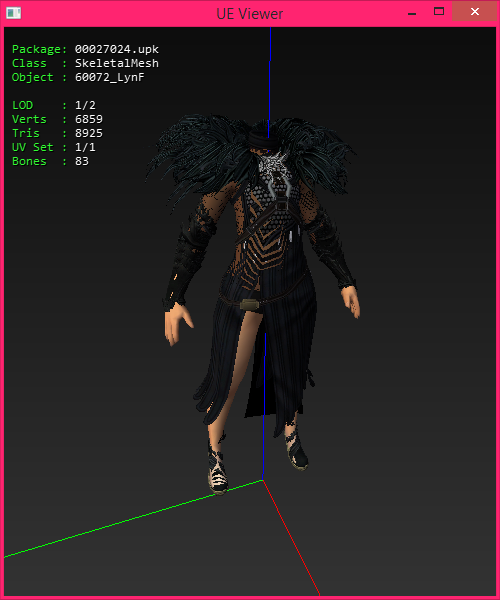 UE Viewer
Package: 00027024.upk
Class  : SkeletalMesh
Object : 60072_LynF
LOD    : 1/2
Verts  : 6859
Tris   : 8925
UV Set : 1/1
Bones  : 83